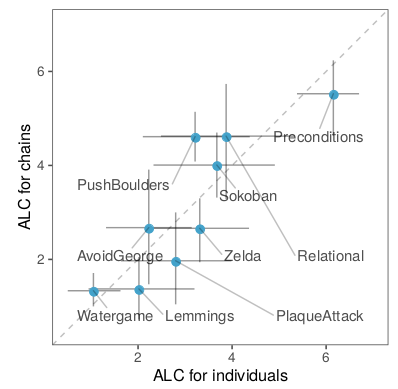 6
Preconditions
ALC for chains
4
PushBoulders
Sokoban
AvoidGeorge
Zelda
Relational
2
Watergame
Lemmings
PlaqueAttack
2
4
6
ALC for individuals